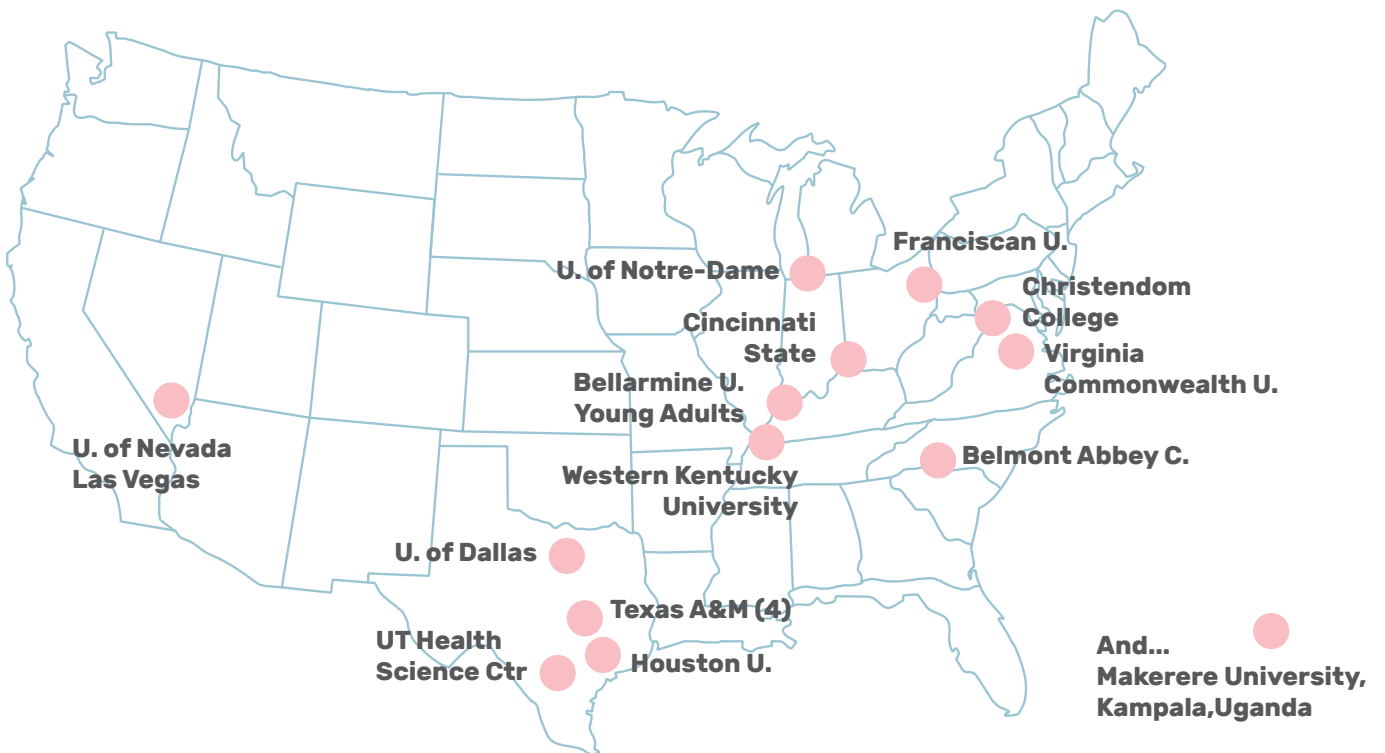 Franciscan U.
U. of Notre-Dame
Christendom
College
Cincinnati
State
Virginia
Commonwealth U.
Bellarmine U.
Young Adults
U. of Nevada
Las Vegas
Belmont Abbey C.
Western Kentucky
University
U. of Dallas
Texas A&M (4)
UT Health
Science Ctr
Houston U.
And...
Makerere University,
Kampala,Uganda